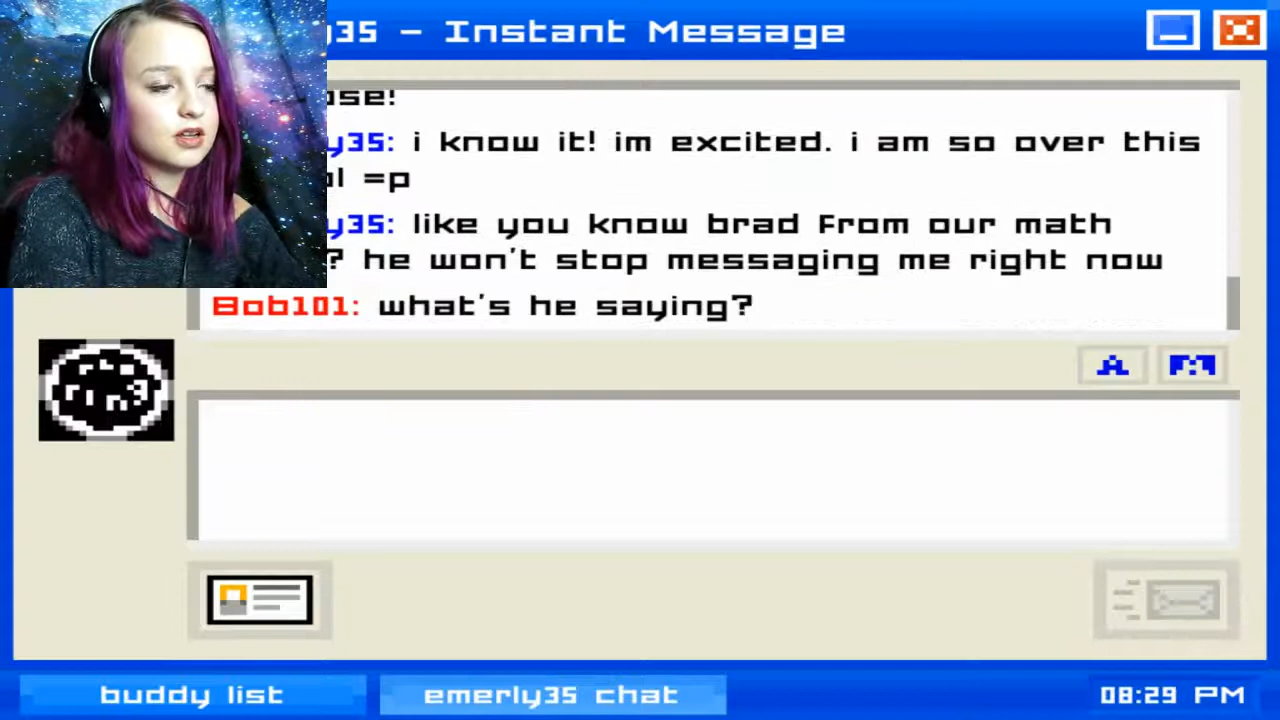 y35 - Instant Message
ose!
y35: i know it! im excited. i am so over this
ol =p
y35: like you know brad from our math
? he won't stop messaging me right now
Bob101: what's he saying?
A
buddy list
emerly35 chat
08:29 PM